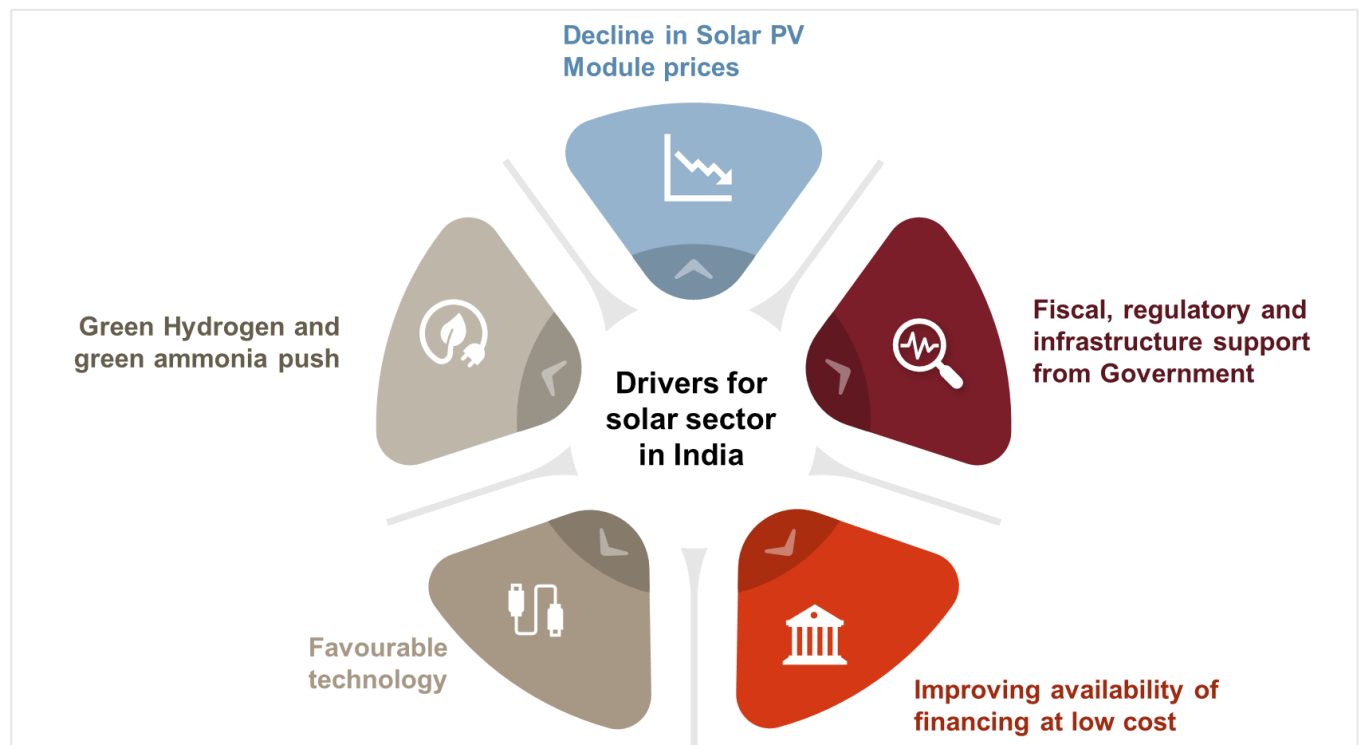 Decline in Solar PV
Module prices
Fiscal, regulatory and
infrastructure support
from Government
Improving availability of
financing at low cost
Favourable
technology
Green Hydrogen and
green ammonia push
Drivers for
solar sector
in India